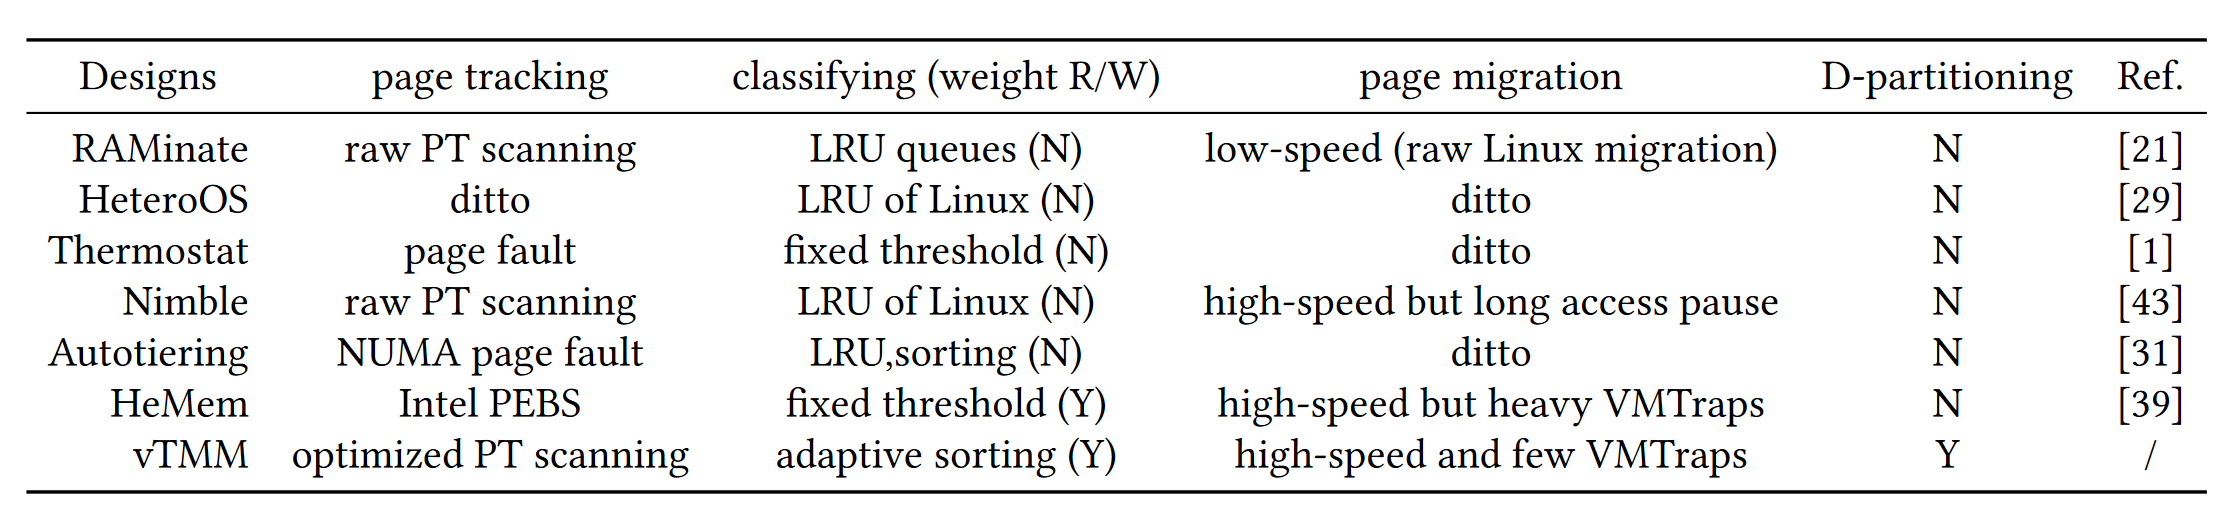 Designs page tracking classifying (weight R/W) page migration D-partitioning Ref.
RAMinate raw PT scanning LRU queues (N) low-speed (raw Linux migration) N [21]
HeteroOS ditto LRU of Linux (N) ditto N [29]
Thermostat page fault fixed threshold (N) ditto N [1]
Nimble raw PT scanning LRU of Linux (N) high-speed but long access pause N [43]
Autotiering NUMA page fault LRU,sorting (N) ditto N [31]
HeMem Intel PEBS fixed threshold (Y) high-speed but heavy VMTraps N [39]
vTMM optimized PT scanning adaptive sorting (Y) high-speed and few VMTraps Y /